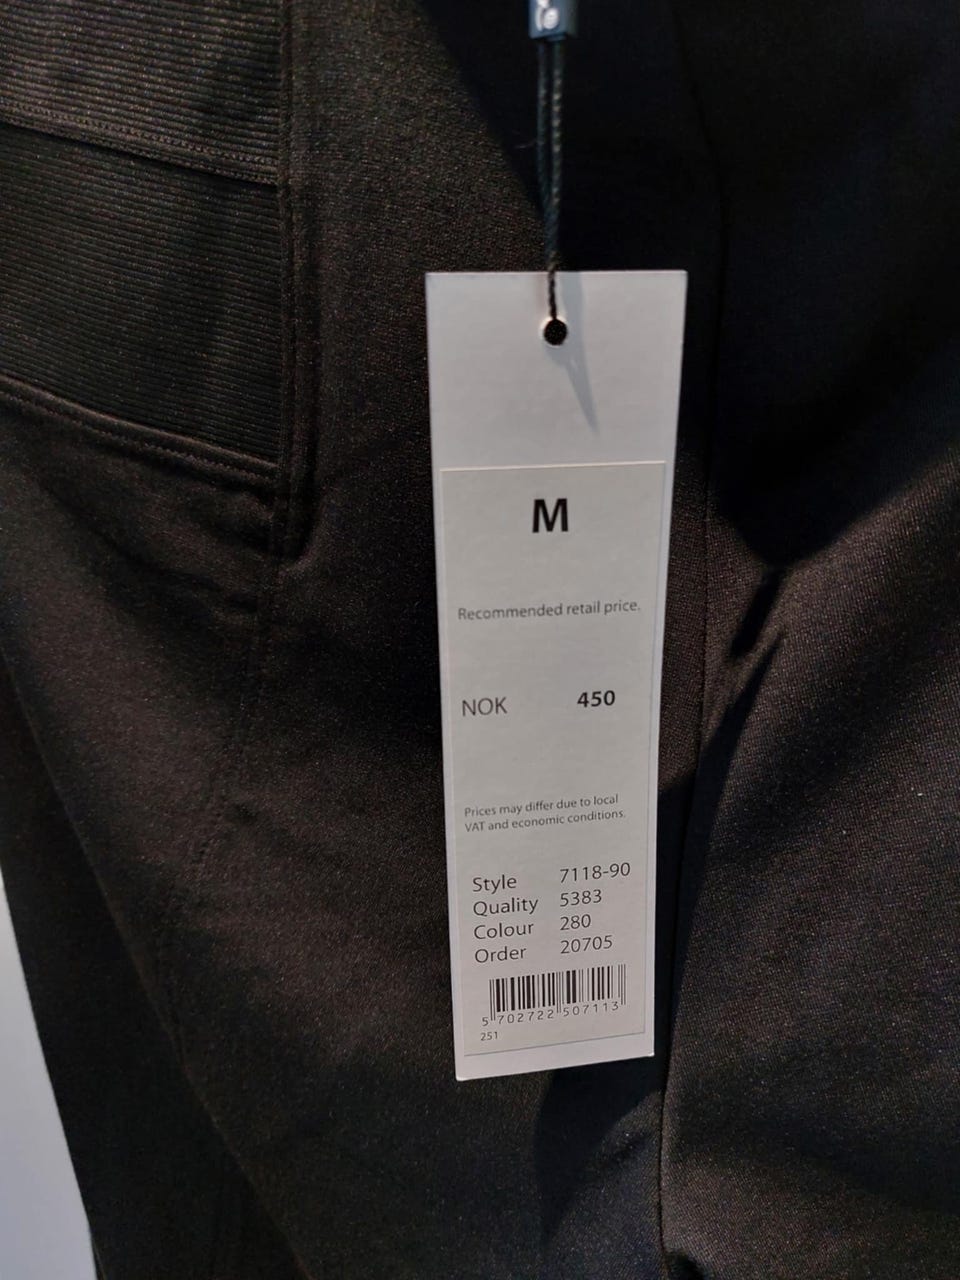 M
Recommended retail price.
NOK 450
Prices may differ due to local
VAT and economic conditions.
Style 7118-90
Quality 5383
Colour 280
Order 20705
5 702722 507113
251